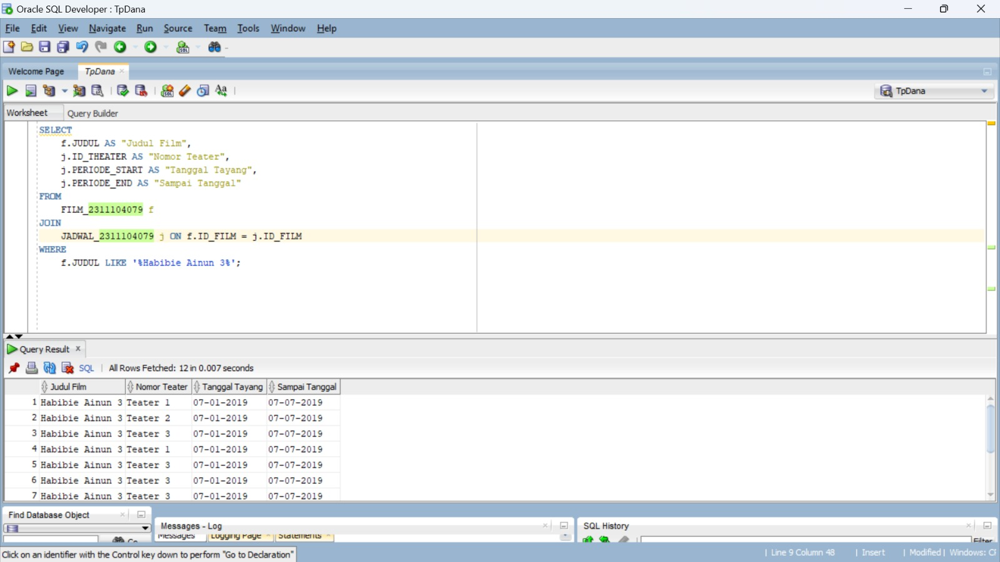 Oracle SQL Developer : TpDana
File Edit View Navigate Run Source Team Tools Window Help
Welcome Page TpDana
TpDana
Worksheet Query Builder
SELECT
f.JUDUL AS "Judul Film",
j.ID_THEATER AS "Nomor Teater",
j.PERIODE_START AS "Tanggal Tayang",
j.PERIODE_END AS "Sampai Tanggal"
FROM
FILM_2311104079 f
JOIN
JADWAL_2311104079 j ON f.ID_FILM = j.ID_FILM
WHERE
f.JUDUL LIKE '%Habibie Ainun 3%';
Query Result
SQL All Rows Fetched: 12 in 0.007 seconds
Judul Film Nomor Teater Tanggal Tayang Sampai Tanggal
1 Habibie Ainun 3 Teater 1 07-01-2019 07-07-2019
2 Habibie Ainun 3 Teater 2 07-01-2019 07-07-2019
3 Habibie Ainun 3 Teater 3 07-01-2019 07-07-2019
4 Habibie Ainun 3 Teater 1 07-01-2019 07-07-2019
5 Habibie Ainun 3 Teater 3 07-01-2019 07-07-2019
6 Habibie Ainun 3 Teater 3 07-01-2019 07-07-2019
7 Habibie Ainun 3 Teater 3 07-01-2019 07-07-2019
Find Database Object
Messages - Log
SQL History
Messages Logging Page Statements
Go
Filter
Click on an identifier with the Control key down to perform "Go to Declaration"
| Line 9 Column 48 | Insert | Modified | Windows: